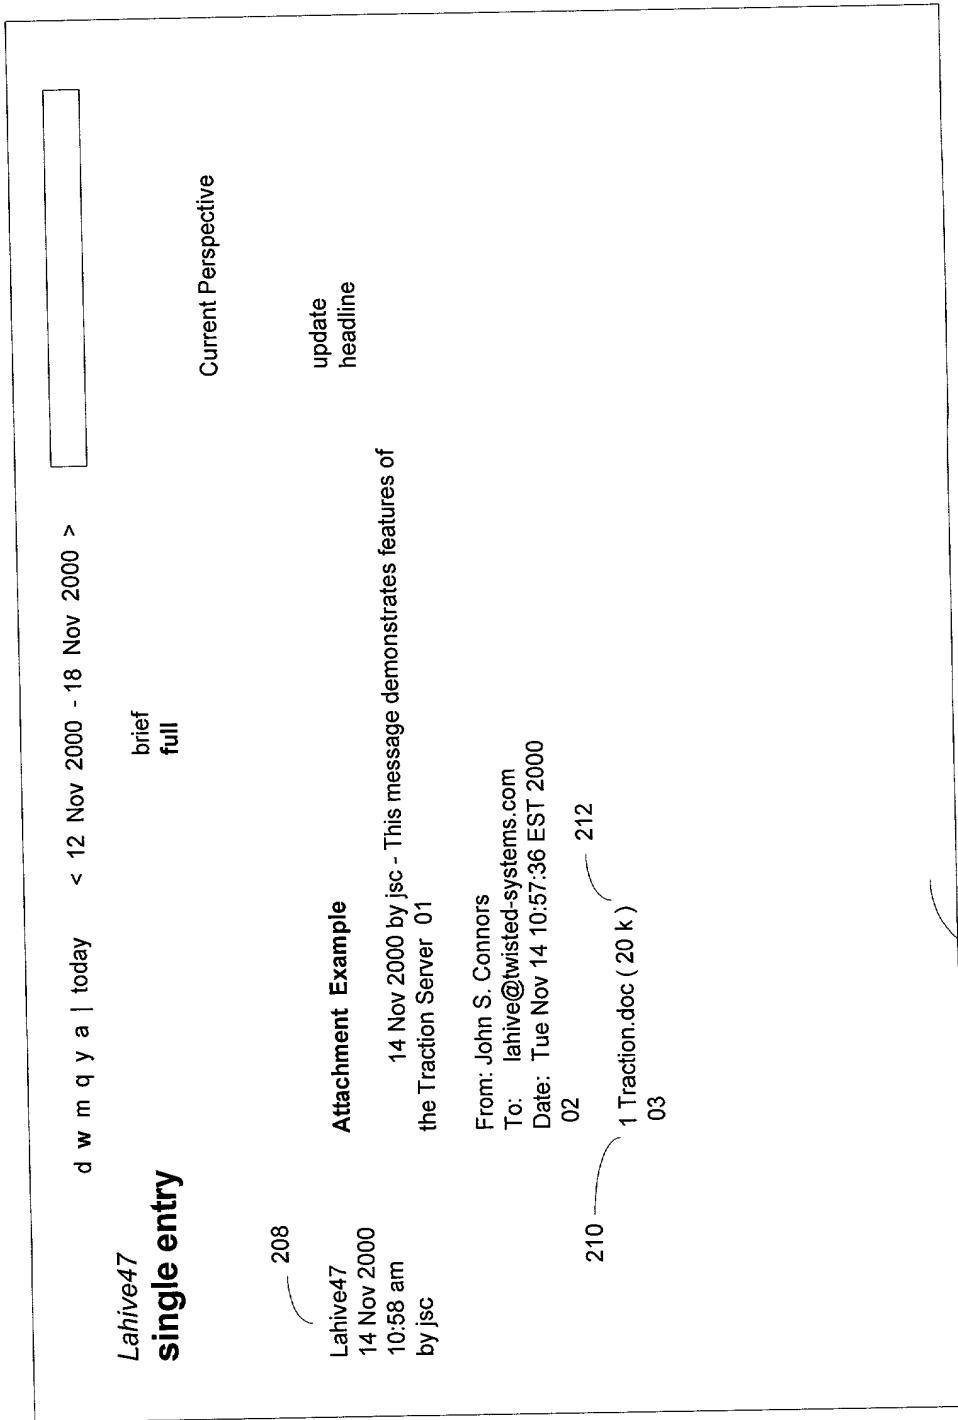 d w m q y a | today < 12 Nov 2000 - 18 Nov 2000 >
Lahive47
single entry
brief
full
Current Perspective
208
Lahive47
14 Nov 2000
10:58 am
by jsc
Attachment Example
update
headline
14 Nov 2000 by jsc - This message demonstrates features of
the Traction Server 01
From: John S. Connors
To: lahive@twisted-systems.com
Date: Tue Nov 14 10:57:36 EST 2000
02
212
210
1 Traction.doc ( 20 k )
03